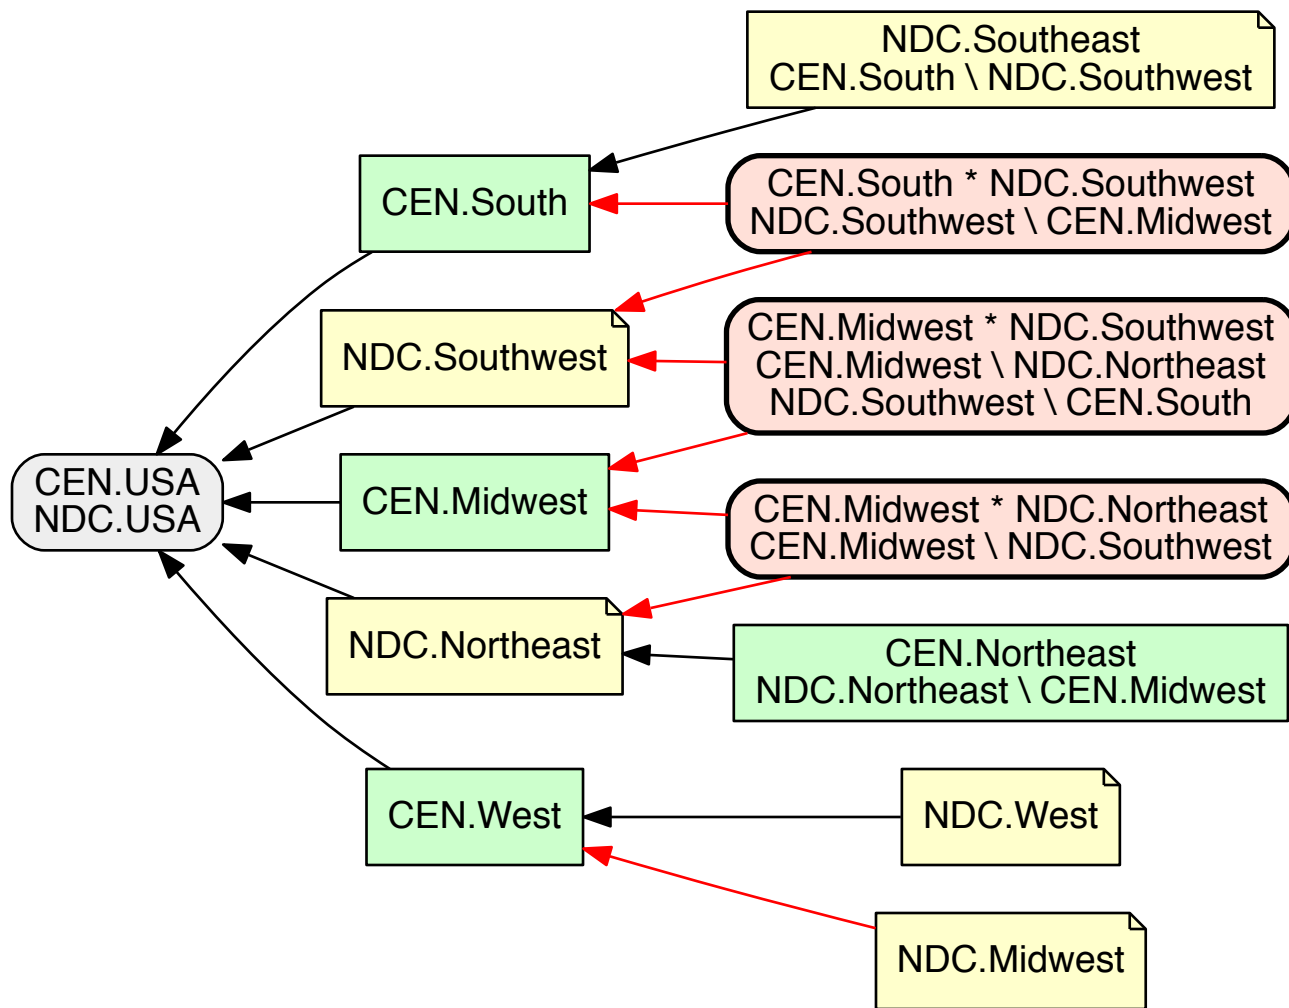 NDC.Southeast
CEN.South \ NDC.Southwest
CEN.South
CEN.South * NDC.Southwest
NDC.Southwest \ CEN.Midwest
NDC.Southwest
CEN.Midwest * NDC.Southwest
CEN.Midwest \ NDC.Northeast
NDC.Southwest \ CEN.South
CEN.USA
NDC.USA
CEN.Midwest
CEN.Midwest * NDC.Northeast
CEN.Midwest \ NDC.Southwest
NDC.Northeast
CEN.Northeast
NDC.Northeast \ CEN.Midwest
CEN.West
NDC.West
NDC.Midwest